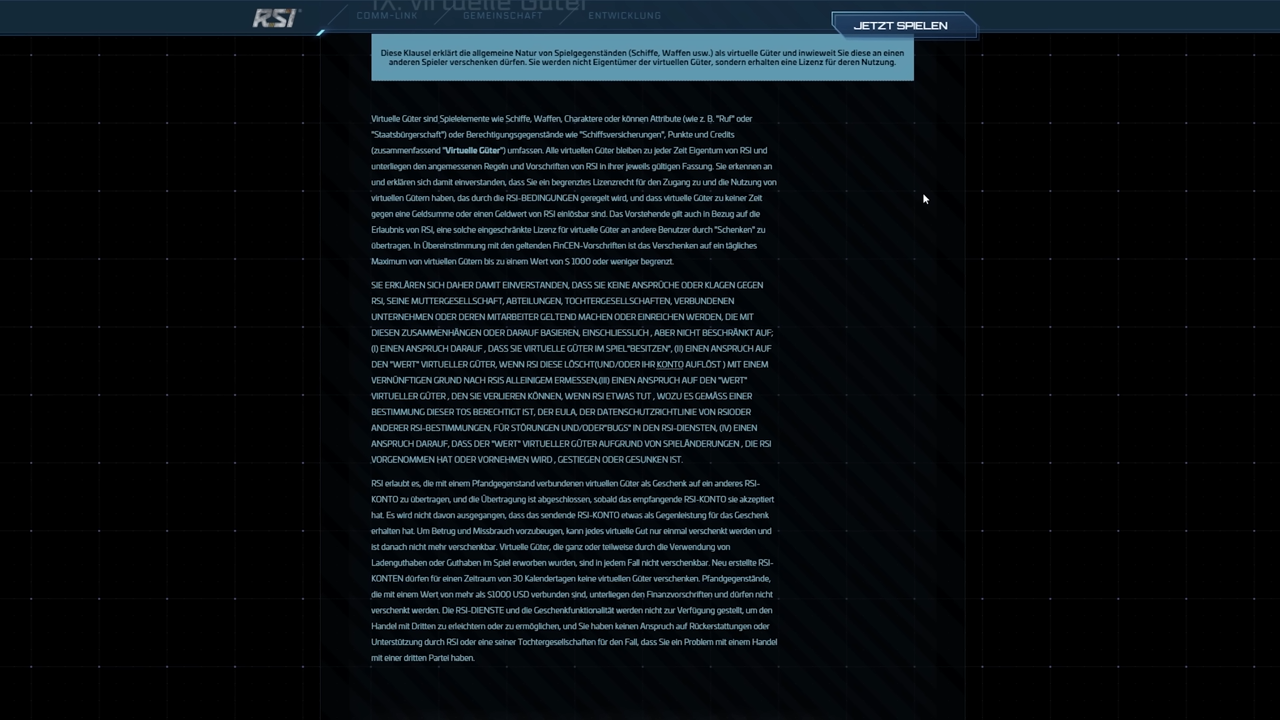 IX. Virtuelle Güter
RSI
COMM-LINK
GEMEINSCHAFT
ENTWICKLUNG
JETZT SPIELEN
Diese Klausel erklärt die allgemeine Natur von Spielgegenständen (Schiffe, Waffen usw.) als virtuelle Güter und inwieweit Sie diese an einen
anderen Spieler verschenken dürfen. Sie werden nicht Eigentümer der virtuellen Güter, sondern erhalten eine Lizenz für deren Nutzung.
Virtuelle Güter sind Spielelemente wie Schiffe, Waffen, Charaktere oder können Attribute (wie z. B. "Ruf" oder
"Staatsbürgerschaft") oder Berechtigungsgegenstände wie "Schiffsversicherungen", Punkte und Credits
(zusammenfassend "Virtuelle Güter") umfassen. Alle virtuellen Güter bleiben zu jeder Zeit Eigentum von RSI und
unterliegen den angemessenen Regeln und Vorschriften von RSI in ihrer jeweils gültigen Fassung. Sie erkennen an
und erklären sich damit einverstanden, dass Sie ein begrenztes Lizenzrecht für den Zugang zu und die Nutzung von
virtuellen Gütern haben, das durch die RSI-BEDINGUNGEN geregelt wird, und dass virtuelle Güter zu keiner Zeit
gegen eine Geldsumme oder einen Geldwert von RSI einlösbar sind. Das Vorstehende gilt auch in Bezug auf die
Erlaubnis von RSI, eine solche eingeschränkte Lizenz für virtuelle Güter an andere Benutzer durch "Schenken" zu
übertragen. In Übereinstimmung mit den geltenden FinCEN-Vorschriften ist das Verschenken auf ein tägliches
Maximum von virtuellen Gütern bis zu einem Wert von $ 1000 oder weniger begrenzt.
SIE ERKLÄREN SICH DAHER DAMIT EINVERSTANDEN, DASS SIE KEINE ANSPRÜCHE ODER KLAGEN GEGEN
RSI, SEINE MUTTERGESELLSCHAFT, ABTEILUNGEN, TOCHTERGESELLSCHAFTEN, VERBUNDENEN
UNTERNEHMEN ODER DEREN MITARBEITER GELTEND MACHEN ODER EINREICHEN WERDEN, DIE MIT
DIESEN ZUSAMMENHÄNGEN ODER DARAUF BASIEREN, EINSCHLIESSLICH , ABER NICHT BESCHRÄNKT AUF;
(I) EINEN ANSPRUCH DARAUF , DASS SIE VIRTUELLE GÜTER IM SPIEL"BESITZEN", (II) EINEN ANSPRUCH AUF
DEN "WERT" VIRTUELLER GÜTER, WENN RSI DIESE LÖSCHT(UND/ODER IHR KONTO AUFLÖST ) MIT EINEM
VERNÜNFTIGEN GRUND NACH RSIS ALLEINIGEM ERMESSEN,(III) EINEN ANSPRUCH AUF DEN "WERT"
VIRTUELLER GÜTER , DEN SIE VERLIEREN KÖNNEN, WENN RSI ETWAS TUT , WOZU ES GEMÄSS EINER
BESTIMMUNG DIESER TOS BERECHTIGT IST, DER EULA, DER DATENSCHUTZRICHTLINIE VON RSIODER
ANDERER RSI-BESTIMMUNGEN, FÜR STÖRUNGEN UND/ODER"BUGS" IN DEN RSI-DIENSTEN, (IV) EINEN
ANSPRUCH DARAUF, DASS DER "WERT" VIRTUELLER GÜTER AUFGRUND VON SPIELÄNDERUNGEN , DIE RSI
VORGENOMMEN HAT ODER VORNEHMEN WIRD , GESTIEGEN ODER GESUNKEN IST.
RSI erlaubt es, die mit einem Pfandgegenstand verbundenen virtuellen Güter als Geschenk auf ein anderes RSI-
KONTO zu übertragen, und die Übertragung ist abgeschlossen, sobald das empfangende RSI-KONTO sie akzeptiert
hat. Es wird nicht davon ausgegangen, dass das sendende RSI-KONTO etwas als Gegenleistung für das Geschenk
erhalten hat. Um Betrug und Missbrauch vorzubeugen, kann jedes virtuelle Gut nur einmal verschenkt werden und
ist danach nicht mehr verschenkbar. Virtuelle Güter, die ganz oder teilweise durch die Verwendung von
Ladenguthaben oder Guthaben im Spiel erworben wurden, sind in jedem Fall nicht verschenkbar. Neu erstellte RSI-
KONTEN dürfen für einen Zeitraum von 30 Kalendertagen keine virtuellen Güter verschenken. Pfandgegenstände,
die mit einem Wert von mehr als $1000 USD verbunden sind, unterliegen den Finanzvorschriften und dürfen nicht
verschenkt werden. Die RSI-DIENSTE und die Geschenkfunktionalität werden nicht zur Verfügung gestellt, um den
Handel mit Dritten zu erleichtern oder zu ermöglichen, und Sie haben keinen Anspruch auf Rückerstattungen oder
Unterstützung durch RSI oder eine seiner Tochtergesellschaften für den Fall, dass Sie ein Problem mit einem Handel
mit einer dritten Partei haben.